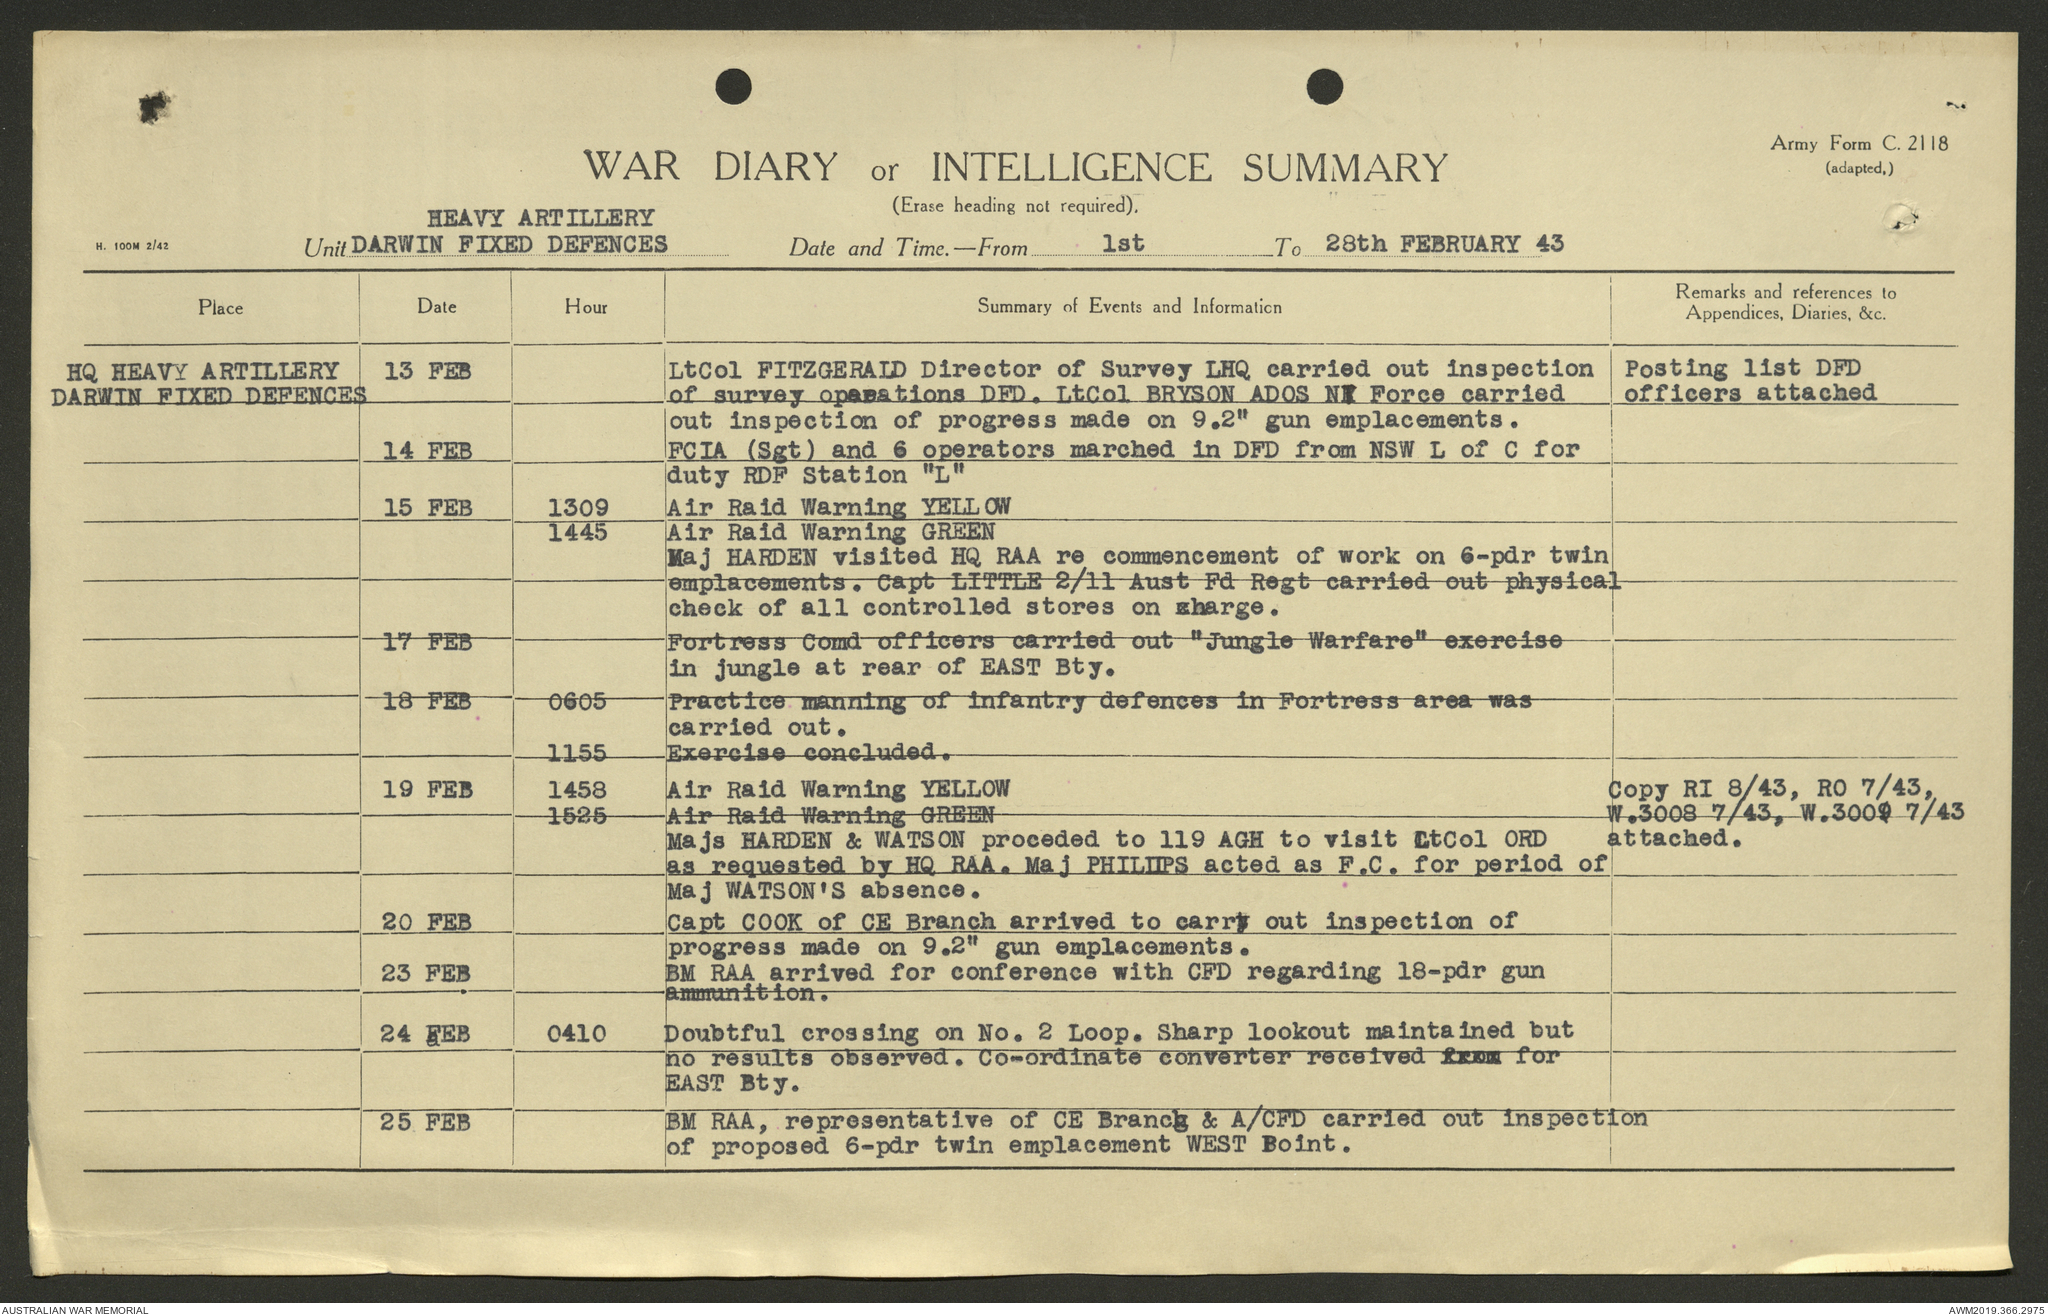 Army Form C. 2118
WAR DIARY or INTELLIGENCE SUMMARY
(adapted,)
(Erase heading not required).
HEAVY ARTILLERY
H. 100M 2/42 Unit DARWIN FIXED DEFENCES Date and Time.—From 1st To 28th FEBRUARY 43
Place Date Hour Summary of Events and Information Remarks and references to
Appendices, Diaries, &c.
HQ HEAVY ARTILLERY 13 FEB LtCol FITZGERALD Director of Survey LHQ carried out inspection Posting list DFD
DARWIN FIXED DEFENCES of survey operations DFD. LtCol BRYSON ADOS NT Force carried officers attached
out inspection of progress made on 9.2" gun emplacements.
14 FEB FCIA (Sgt) and 6 operators marched in DFD from NSW L of C for
duty RDF Station "L"
15 FEB 1309 Air Raid Warning YELLOW
1445 Air Raid Warning GREEN
Maj HARDEN visited HQ RAA re commencement of work on 6-pdr twin
emplacements. Capt LITTLE 2/11 Aust Fd Regt carried out physical
check of all controlled stores on charge.
17 FEB Fortress Comd officers carried out "Jungle Warfare" exercise
in jungle at rear of EAST Bty.
18 FEB 0605 Practice manning of infantry defences in Fortress area was
carried out.
1155 Exercise concluded.
19 FEB 1458 Air Raid Warning YELLOW Copy RI 8/43, RO 7/43,
1525 Air Raid Warning GREEN W.3008 7/43, W.3009 7/43
Majs HARDEN & WATSON proceded to 119 AGH to visit LtCol ORD attached.
as requested by HQ RAA. Maj PHILLIPS acted as F.C. for period of
Maj WATSON'S absence.
20 FEB Capt COOK of CE Branch arrived to carry out inspection of
progress made on 9.2" gun emplacements.
23 FEB BM RAA arrived for conference with CFD regarding 18-pdr gun
ammunition.
24 FEB 0410 Doubtful crossing on No. 2 Loop. Sharp lookout maintained but
no results observed. Co-ordinate converter received for
EAST Bty.
25 FEB BM RAA, representative of CE Branch & A/CFD carried out inspection
of proposed 6-pdr twin emplacement WEST Boint.
AUSTRALIAN WAR MEMORIAL AWM2019.366.2975